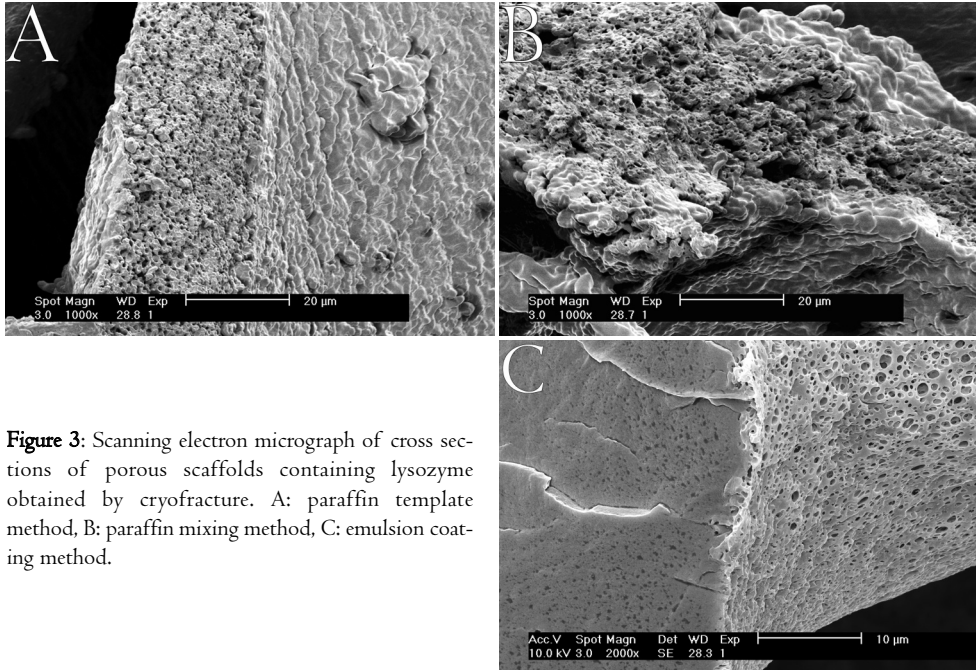 A
Spot Magn WD Exp 20 µm
3.0 1000x 28.8 1
B
Spot Magn WD Exp 20 µm
3.0 1000x 28.7 1
C
Acc.V Spot Magn Det WD Exp 10 µm
10.0 kV 3.0 2000x SE 28.3 1
Figure 3: Scanning electron micrograph of cross sec-
tions of porous scaffolds containing lysozyme
obtained by cryofracture. A: paraffin template
method, B: paraffin mixing method, C: emulsion coat-
ing method.